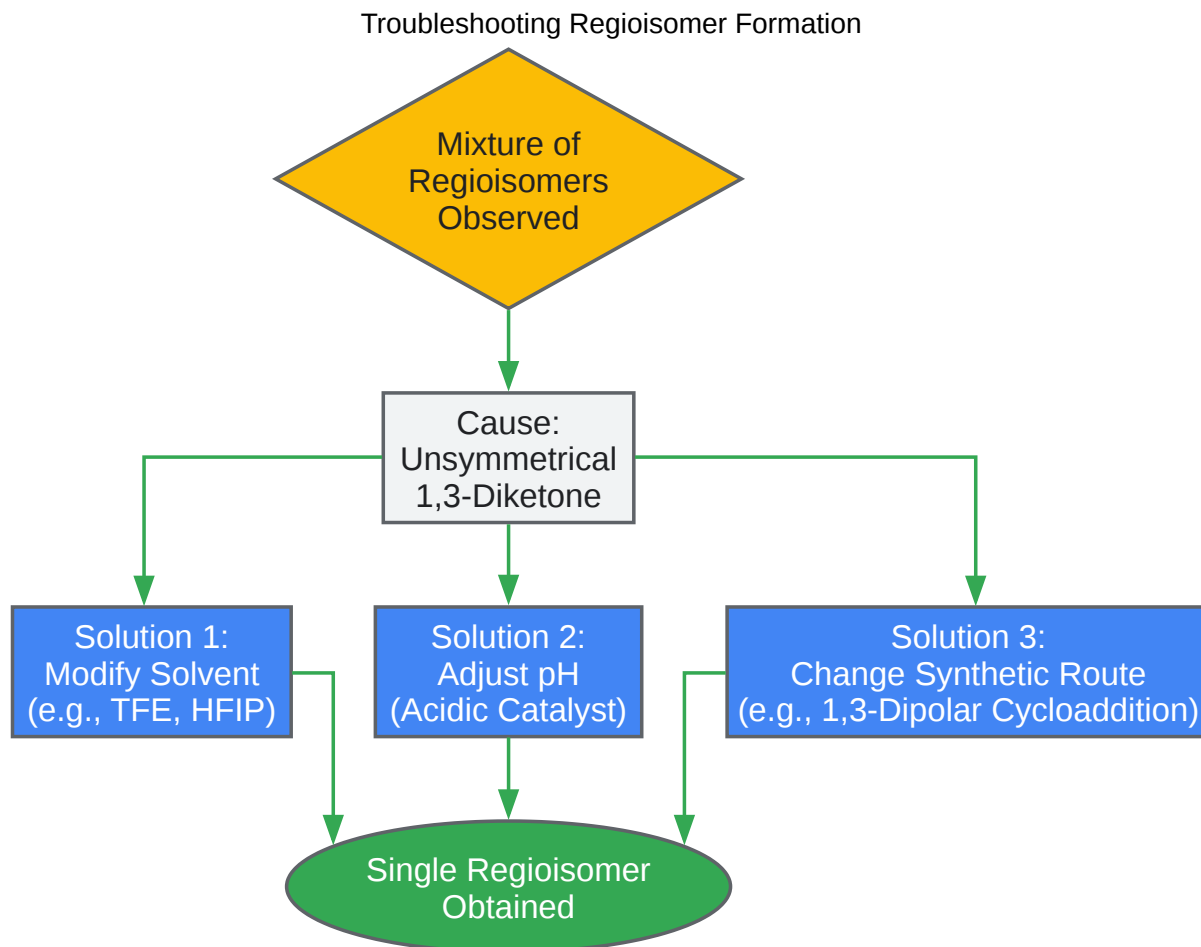 Troubleshooting Regioisomer Formation
Mixture of
Regioisomers
Observed
Cause:
Unsymmetrical
1,3-Diketone
Solution 1:
Modify Solvent
(e.g., TFE, HFIP)
Solution 2:
Adjust pH
(Acidic Catalyst)
Solution 3:
Change Synthetic Route
(e.g., 1,3-Dipolar Cycloaddition)
Single Regioisomer
Obtained